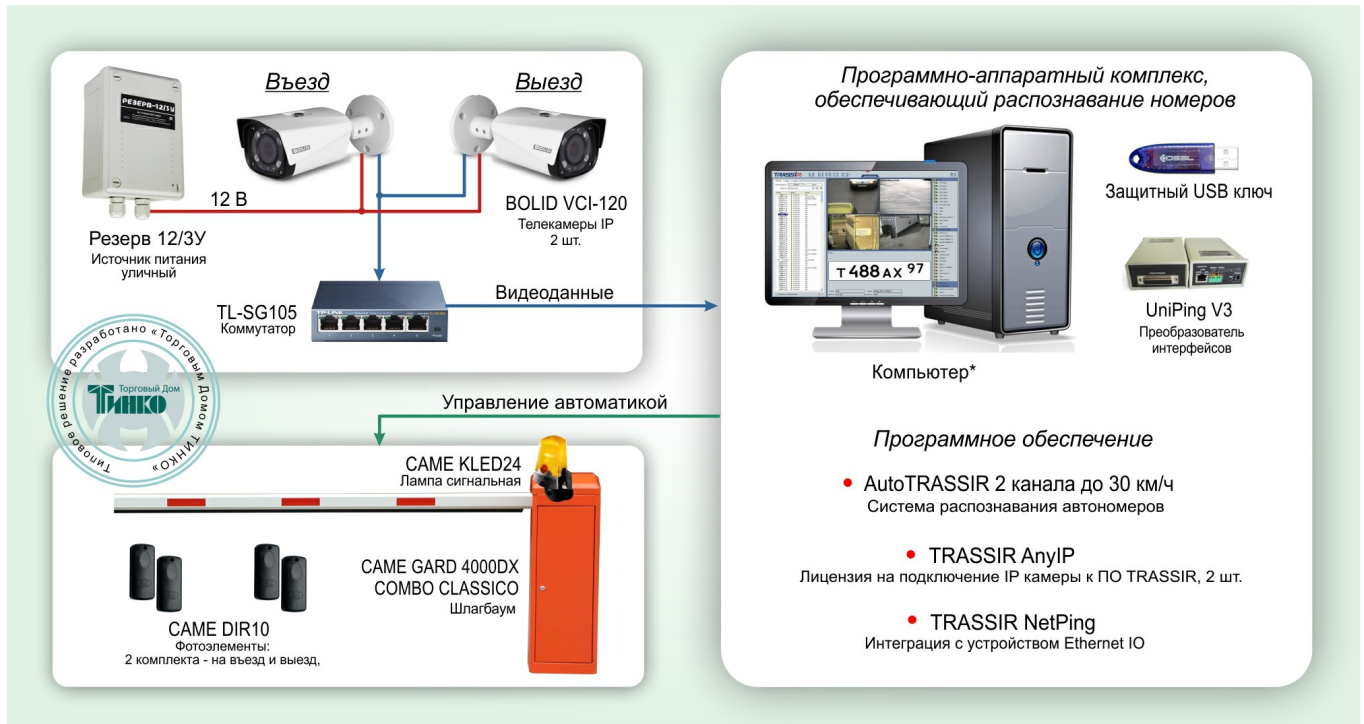 Въезд
Выезд
РЕЗЕРВ-12/3У
BOLID
BOLID
12 В
Резерв 12/3У
Источник питания
уличный
BOLID VCI-120
Телекамеры IP
2 шт.
TL-SG105
Коммутатор
TP-LINK
Видеоданные
Типовое решение разработано «Торговым Домом ТИНКО»
Торговый Дом
ТИНКО
Управление автоматикой
CAME KLED24
Лампа сигнальная
CAME GARD 4000DX
COMBO CLASSICO
Шлагбаум
CAME DIR10
Фотоэлементы:
2 комплекта - на въезд и выезд,
Программно-аппаратный комплекс,
обеспечивающий распознавание номеров
TRASSIR
Т 488 АХ 97
Компьютер*
Защитный USB ключ
UniPing V3
Преобразователь
интерфейсов
Программное обеспечение
• AutoTRASSIR 2 канала до 30 км/ч
Система распознавания автономеров
• TRASSIR AnyIP
Лицензия на подключение IP камеры к ПО TRASSIR, 2 шт.
• TRASSIR NetPing
Интеграция с устройством Ethernet IO